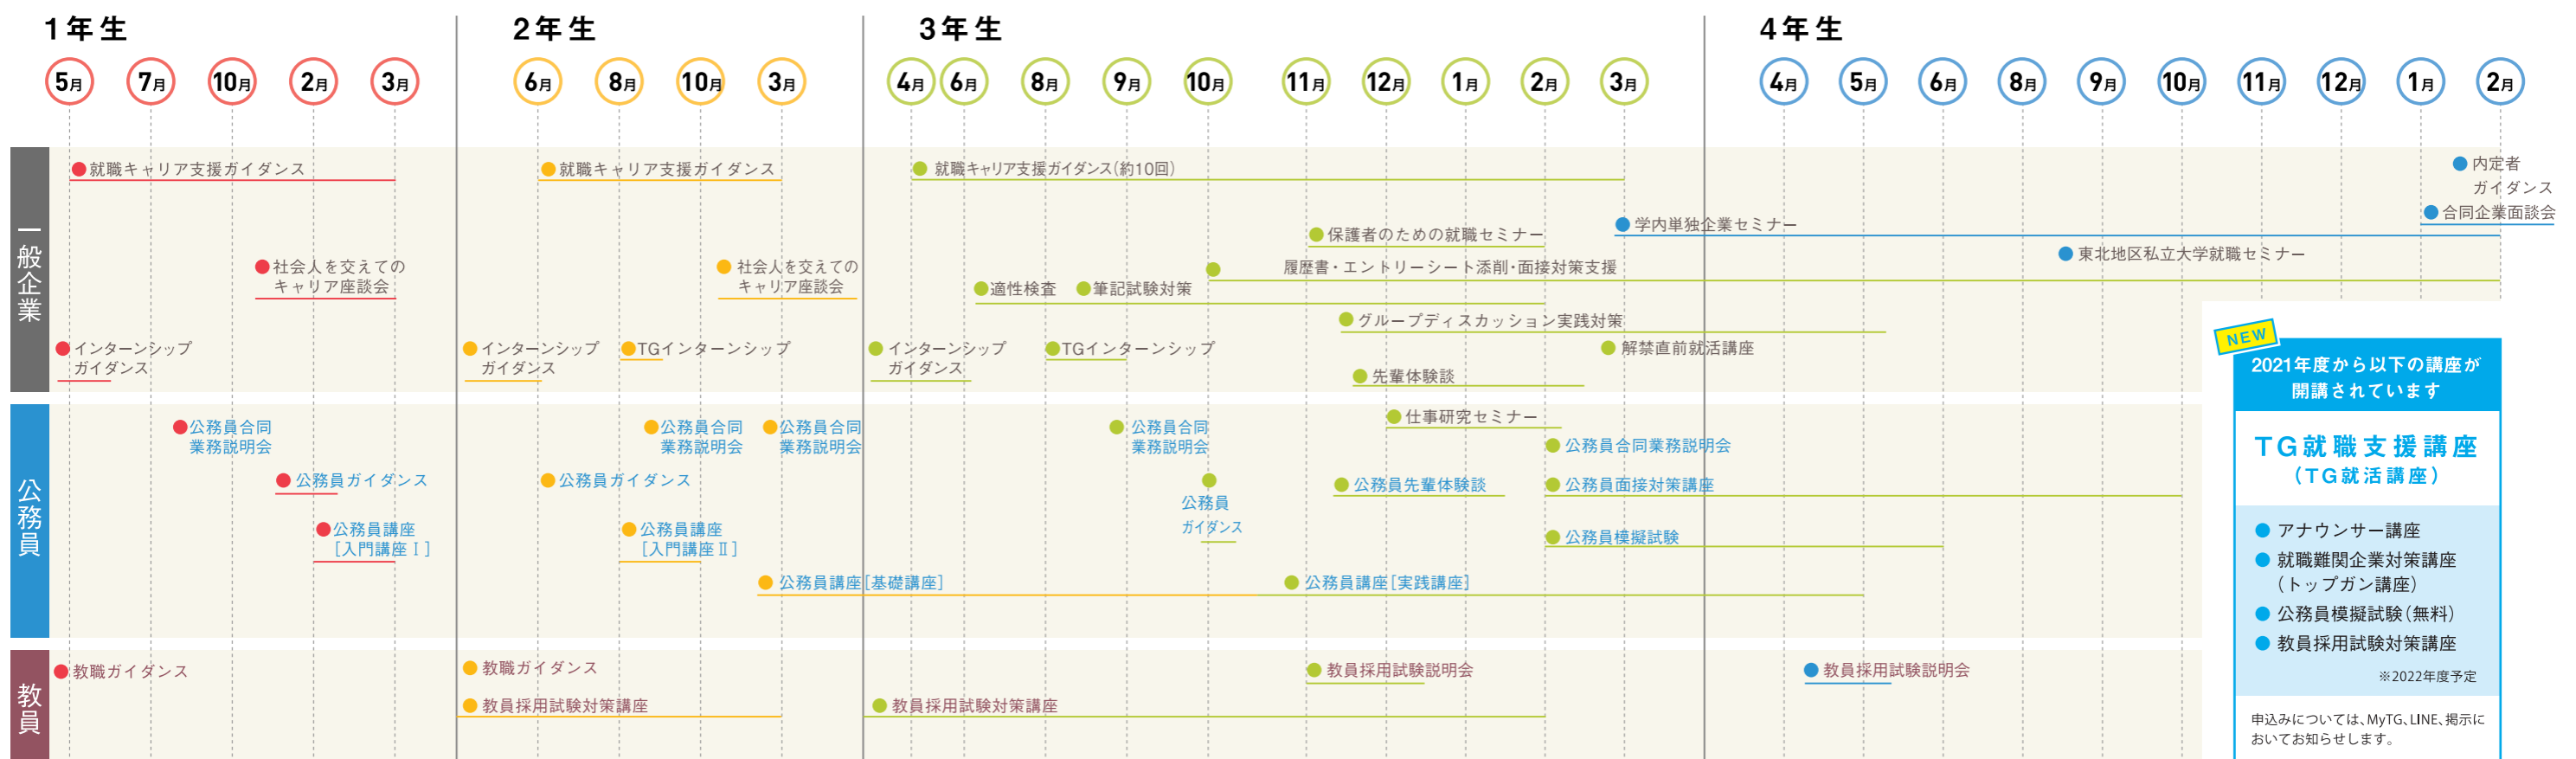 1年生
2年生
3年生
4年生
5月 7月 10月 2月 3月
6月 8月 10月 3月
4月 6月 8月 9月 10月 11月 12月 1月 2月 3月
4月 5月 6月 8月 9月 10月 11月 12月 1月 2月
一般企業
就職キャリア支援ガイダンス
社会人を交えての
キャリア座談会
インターンシップ
ガイダンス
就職キャリア支援ガイダンス
社会人を交えての
キャリア座談会
インターンシップ
ガイダンス
TGインターンシップ
就職キャリア支援ガイダンス(約10回)
保護者のための就職セミナー
履歴書・エントリーシート添削・面接対策支援
適性検査
筆記試験対策
グループディスカッション実践対策
インターンシップ
ガイダンス
TGインターンシップ
解禁直前就活講座
先輩体験談
学内単独企業セミナー
東北地区私立大学就職セミナー
内定者
ガイダンス
合同企業面談会
公務員
公務員合同
業務説明会
公務員ガイダンス
公務員講座
[入門講座Ⅰ]
公務員合同
業務説明会
公務員合同
業務説明会
公務員ガイダンス
公務員講座
[入門講座Ⅱ]
公務員講座[基礎講座]
公務員合同
業務説明会
公務員
ガイダンス
仕事研究セミナー
公務員合同業務説明会
公務員先輩体験談
公務員面接対策講座
公務員模擬試験
公務員講座[実践講座]
教員
教職ガイダンス
教職ガイダンス
教員採用試験対策講座
教員採用試験説明会
教員採用試験対策講座
教員採用試験説明会
NEW
2021年度から以下の講座が
開講されています
TG就職支援講座
(TG就活講座)
アナウンサー講座
就職難関企業対策講座
(トップガン講座)
公務員模擬試験(無料)
教員採用試験対策講座
※2022年度予定
申込みについては、MyTG、LINE、掲示に
おいてお知らせします。